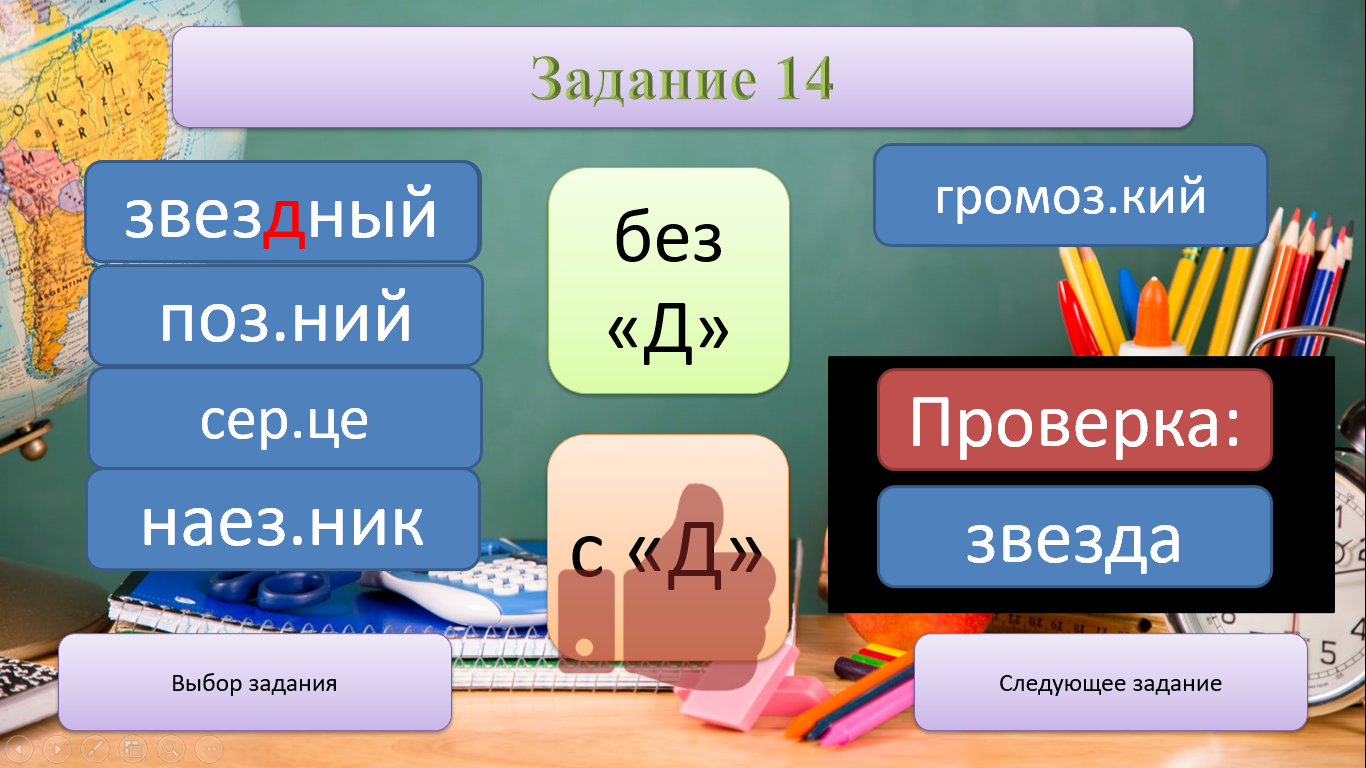 Задание 14
звездный
поз.ний
сер.це
наез.ник
без
«Д»
с «Д»
громоз.кий
Проверка:
звезда
Выбор задания
Следующее задание